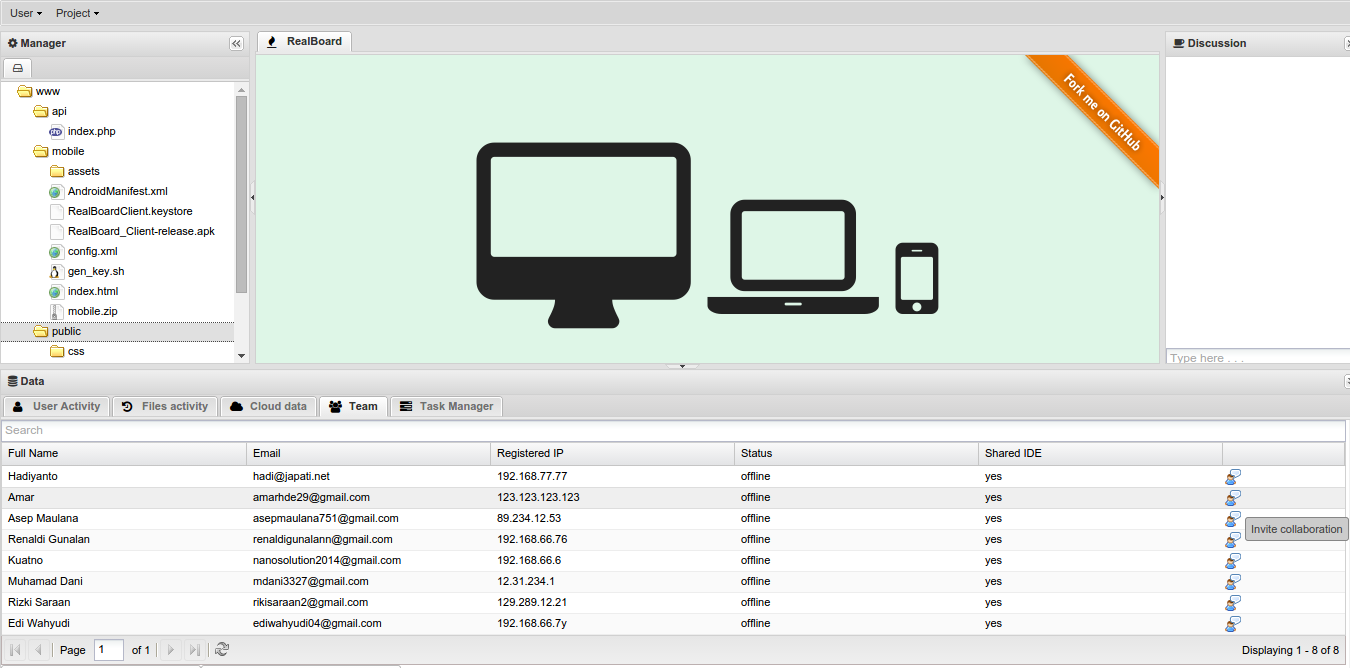 User Project
Manager
RealBoard
Discussion
www
api
index.php
mobile
assets
AndroidManifest.xml
RealBoardClient.keystore
RealBoard_Client-release.apk
config.xml
gen_key.sh
index.html
mobile.zip
public
css
Fork me on GitHub
Type here . . .
Data
User Activity Files activity Cloud data Team Task Manager
Search
Full Name Email Registered IP Status Shared IDE
Hadiyanto hadi@japati.net 192.168.77.77 offline yes
Amar amarhde29@gmail.com 123.123.123.123 offline yes
Asep Maulana asepmaulana751@gmail.com 89.234.12.53 offline yes
Renaldi Gunalan renaldigunalann@gmail.com 192.168.66.76 offline yes
Kuatno nanosolution2014@gmail.com 192.168.66.6 offline yes
Muhamad Dani mdani3327@gmail.com 12.31.234.1 offline yes
Rizki Saraan rikisaraan2@gmail.com 129.289.12.21 offline yes
Edi Wahyudi ediwahyudi04@gmail.com 192.168.66.7y offline yes
Invite collaboration
Page 1 of 1
Displaying 1 - 8 of 8